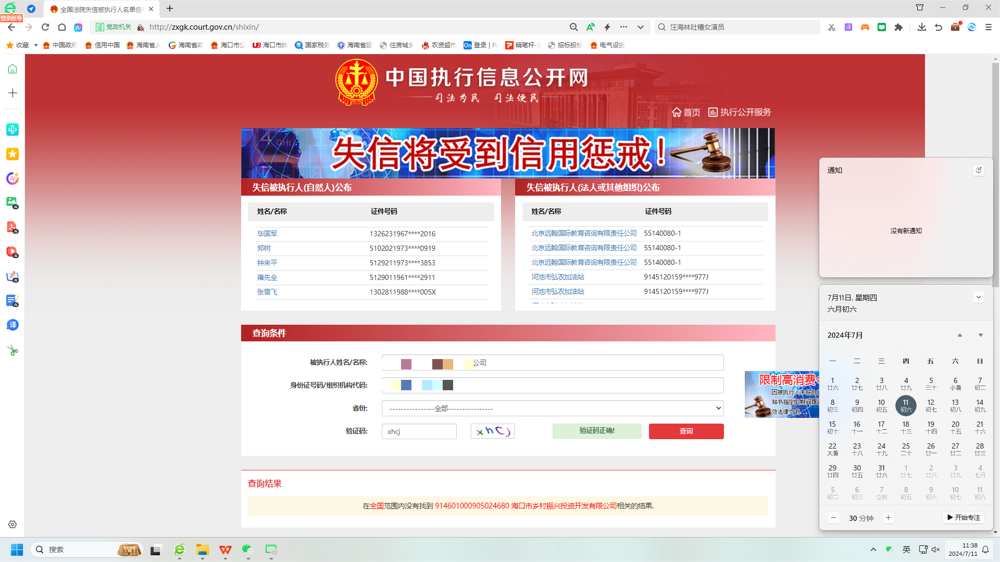 登录账号
全国法院失信被执行人名单信息
证 党政机关
http://zxgk.court.gov.cn/shixin/
汪海林吐槽女演员
收藏
中国政府
信用中国
海南省人
海南省政
海口市公
海口市统
国家税务
海南省建
住房城乡
农资超市
登录 | Pr
精笔杆-3
招标投标
电气设施
中国执行信息公开网
司法为民 司法便民
首页 执行公开服务
失信将受到信用惩戒！
失信被执行人(自然人)公布
姓名/名称 证件号码
毕国军 1326231967****2016
郑树 5102021973****0919
钟来平 5129211973****3853
雍先全 5129011961****2911
张雪飞 1302811988****005X
失信被执行人(法人或其他组织)公布
姓名/名称 证件号码
北京远翰国际教育咨询有限责任公司 55140080-1
北京远翰国际教育咨询有限责任公司 55140080-1
北京远翰国际教育咨询有限责任公司 55140080-1
河池市弘农加油站 9145120159****977J
河池市弘农加油站 9145120159****977J
查询条件
被执行人姓名/名称: 公司
身份证号码/组织机构代码:
省份: ----------------全部----------------
验证码: xhcj xhCj 验证码正确! 查询
限制高消费令
因被执行人未按执行
知书指定的期间履行
效法律文书...
查询结果
在全国范围内没有找到 914601000905024680 海口市乡村振兴投资开发有限公司相关的结果.
通知
没有新通知
7月11日, 星期四
六月初六
2024年7月
一 二 三 四 五 六 日
1 2 3 4 5 6 7
廿六 廿七 廿八 廿九 三十 小暑 初二
8 9 10 11 12 13 14
初三 初四 初五 初六 初七 初八 初九
15 16 17 18 19 20 21
初十 十一 十二 十三 十四 十五 十六
22 23 24 25 26 27 28
大暑 十八 十九 二十 廿一 廿二 廿三
29 30 31 1 2 3 4
廿四 廿五 廿六 廿七 廿八 廿九 七月
5 6 7 8 9 10 11
初二 初三 立秋 初五 初六 初七 初八
30 分钟
开始专注
搜索
英
11:38
2024/7/11